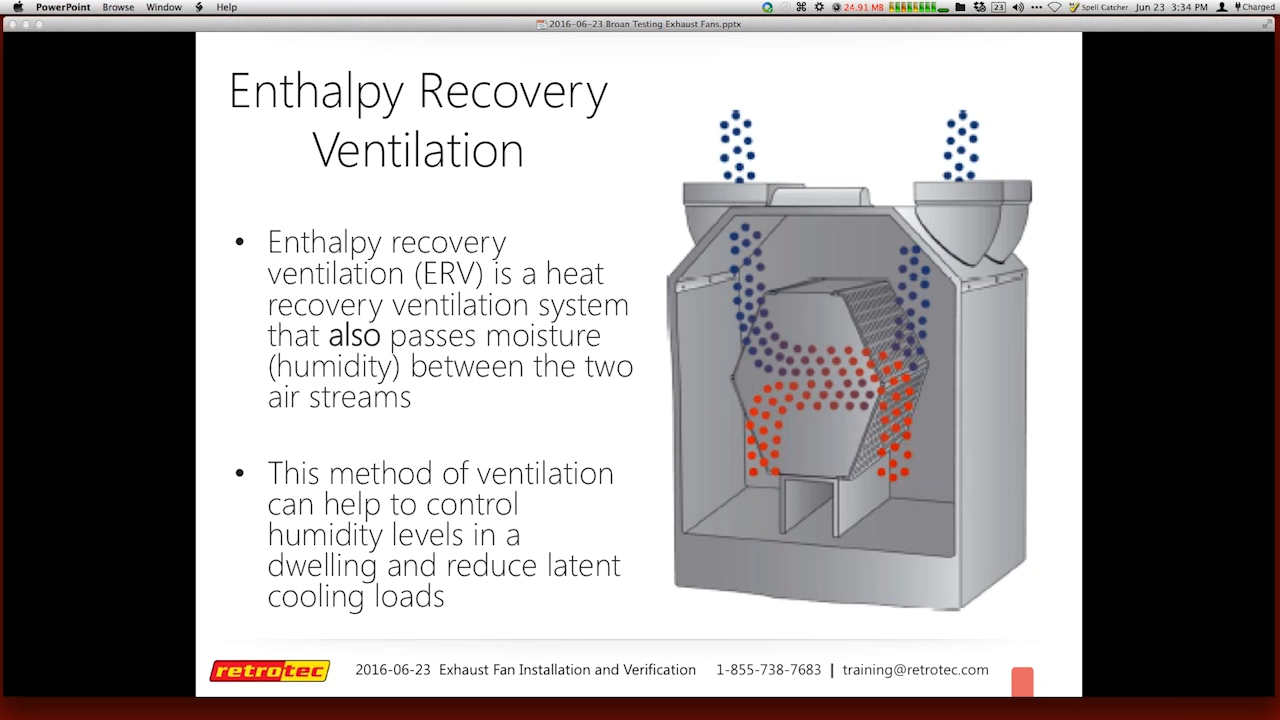 PowerPoint Browse Window Help 24.91 MB 23 Spell Catcher Jun 23 3:34 PM Charged
2016-06-23 Broan Testing Exhaust Fans.pptx
Enthalpy Recovery
Ventilation
• Enthalpy recovery
ventilation (ERV) is a heat
recovery ventilation system
that also passes moisture
(humidity) between the two
air streams
• This method of ventilation
can help to control
humidity levels in a
dwelling and reduce latent
cooling loads
retrotec 2016-06-23 Exhaust Fan Installation and Verification 1-855-738-7683 | training@retrotec.com